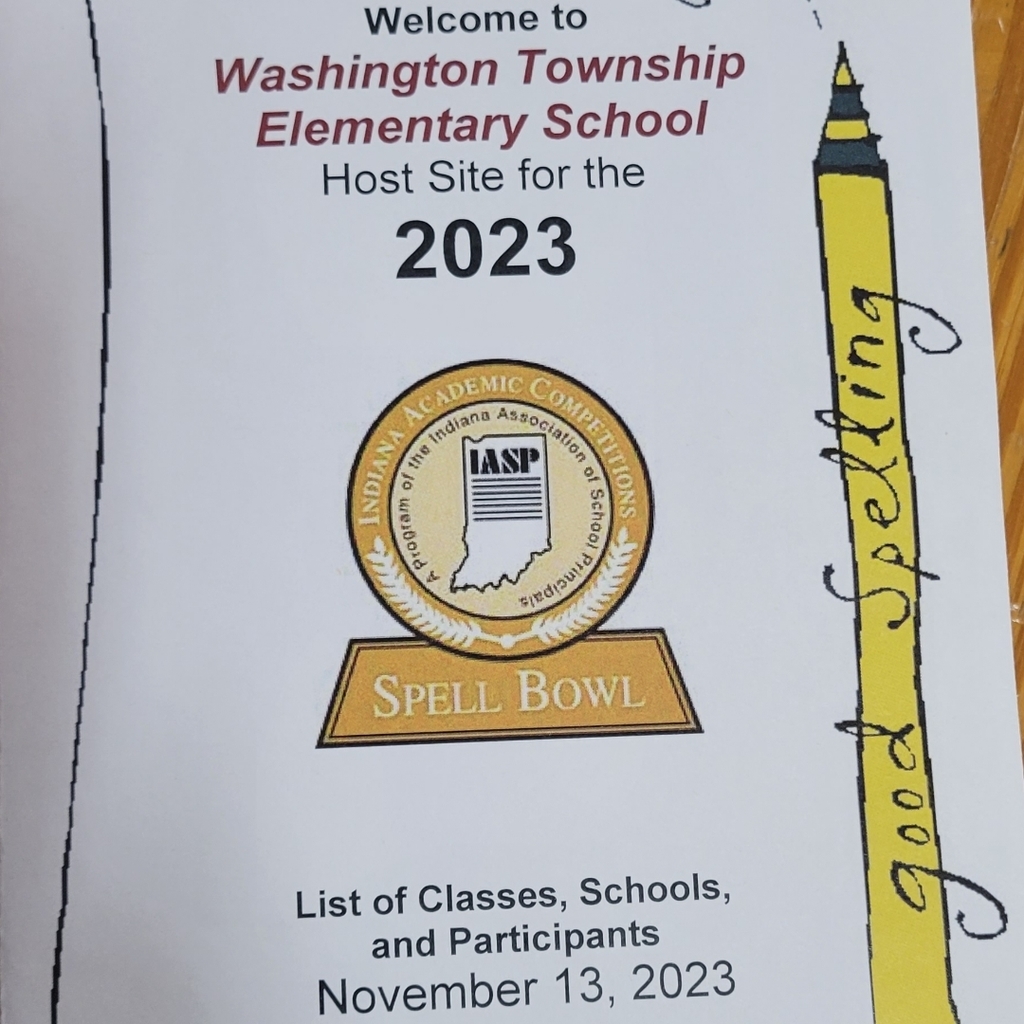 Welcome to
Washington Township
Elementary School
Host Site for the
2023
INDIANA ACADEMIC COMPETITIONS
A Program of the Indiana Association of School Principals
IASP
SPELL BOWL
good spelling
List of Classes, Schools,
and Participants
November 13, 2023